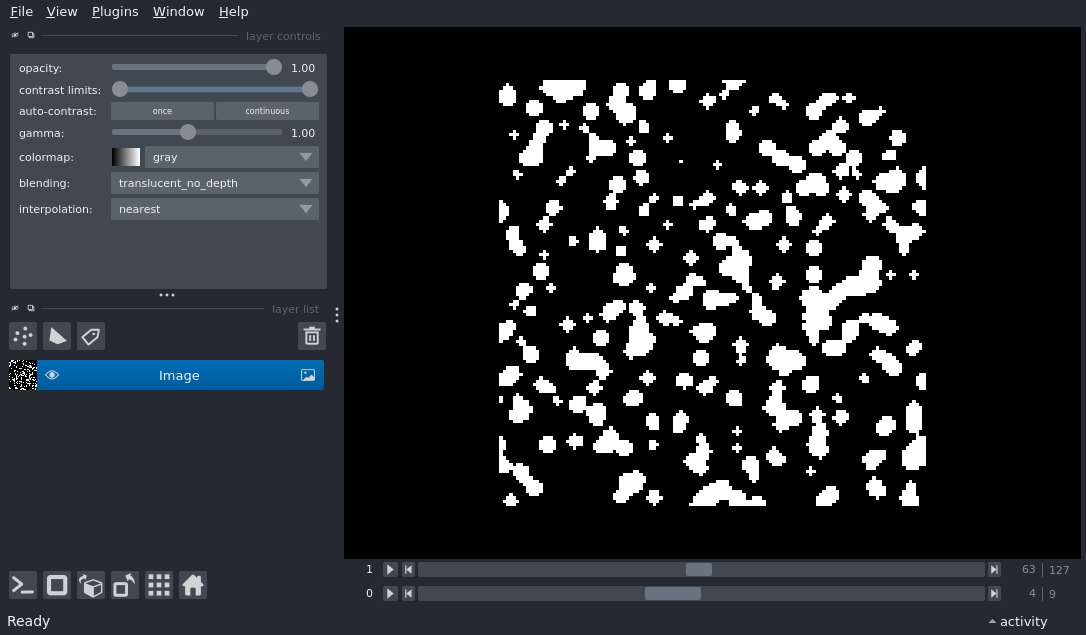 File View Plugins Window Help
layer controls
opacity: 1.00
contrast limits:
auto-contrast: once continuous
gamma: 1.00
colormap: gray
blending: translucent_no_depth
interpolation: nearest
layer list
Image
1 63 127
0 4 9
Ready activity